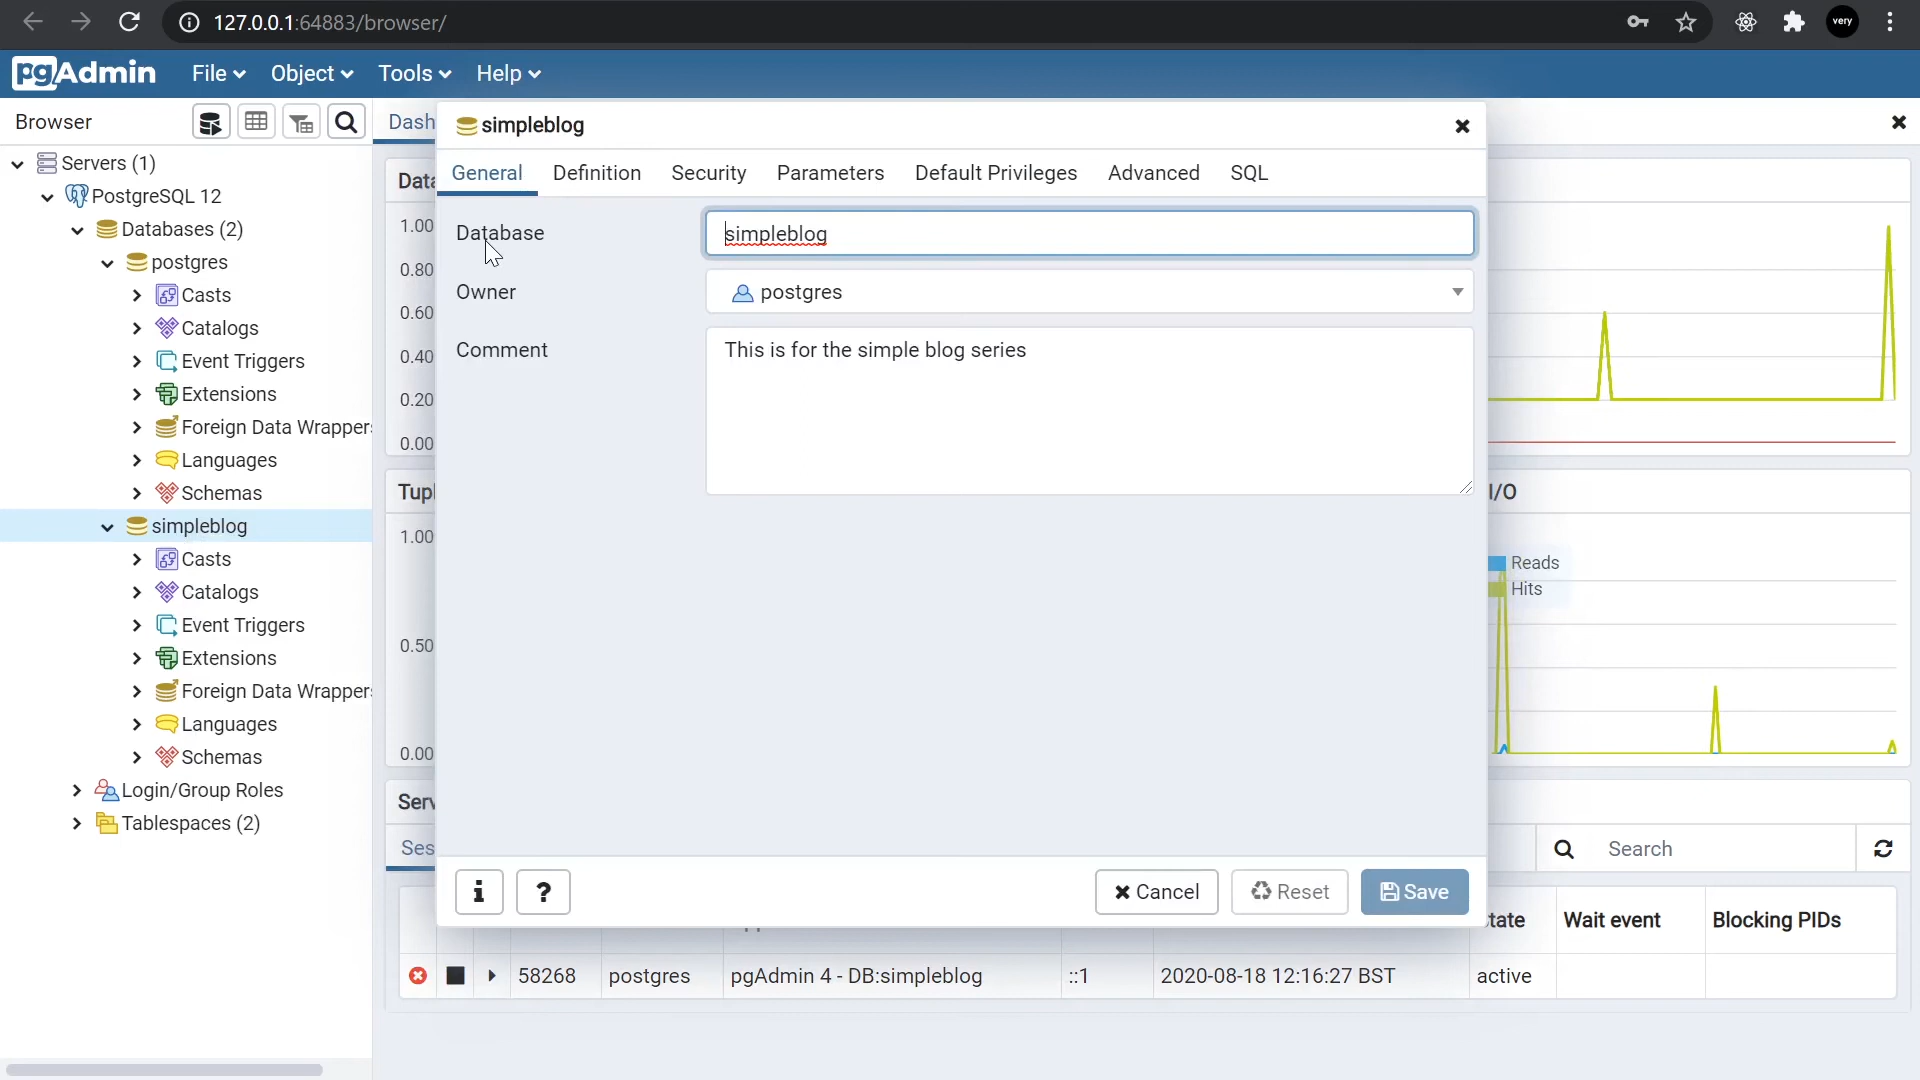 127.0.0.1:64883/browser/
very
pgAdmin
File
Object
Tools
Help
Browser
Dash
Servers (1)
PostgreSQL 12
Databases (2)
postgres
Casts
Catalogs
Event Triggers
Extensions
Foreign Data Wrapper
Languages
Schemas
simpleblog
Casts
Catalogs
Event Triggers
Extensions
Foreign Data Wrapper
Languages
Schemas
Login/Group Roles
Tablespaces (2)
Data
1.00
0.80
0.60
0.40
0.20
0.00
Tupl
1.00
0.50
0.00
Serv
Ses
simpleblog
General
Definition
Security
Parameters
Default Privileges
Advanced
SQL
Database
simpleblog
Owner
postgres
Comment
This is for the simple blog series
i
?
Cancel
Reset
Save
I/O
Reads
Hits
Search
tate
Wait event
Blocking PIDs
58268
postgres
pgAdmin 4 - DB:simpleblog
::1
2020-08-18 12:16:27 BST
active